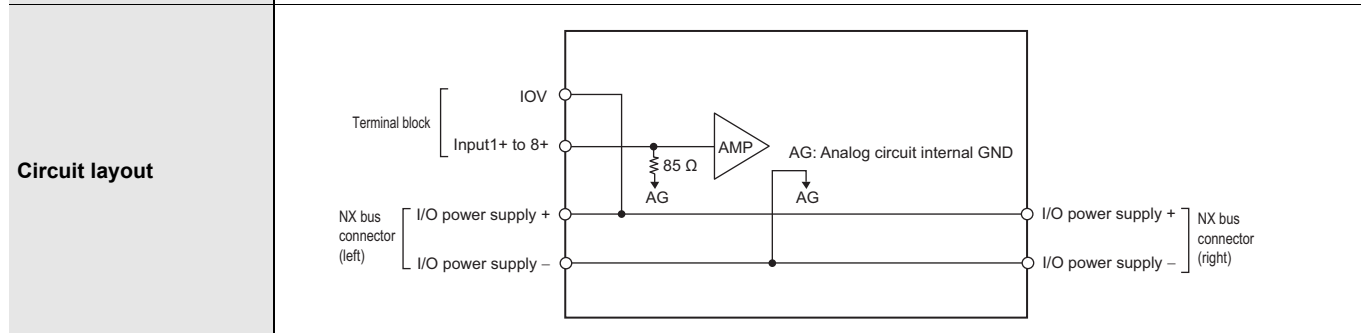 Circuit layout
Terminal block
IOV
Input1+ to 8+
AMP
85 Ω
AG
AG: Analog circuit internal GND
AG
NX bus
connector
(left)
I/O power supply +
I/O power supply –
I/O power supply +
I/O power supply –
NX bus
connector
(right)